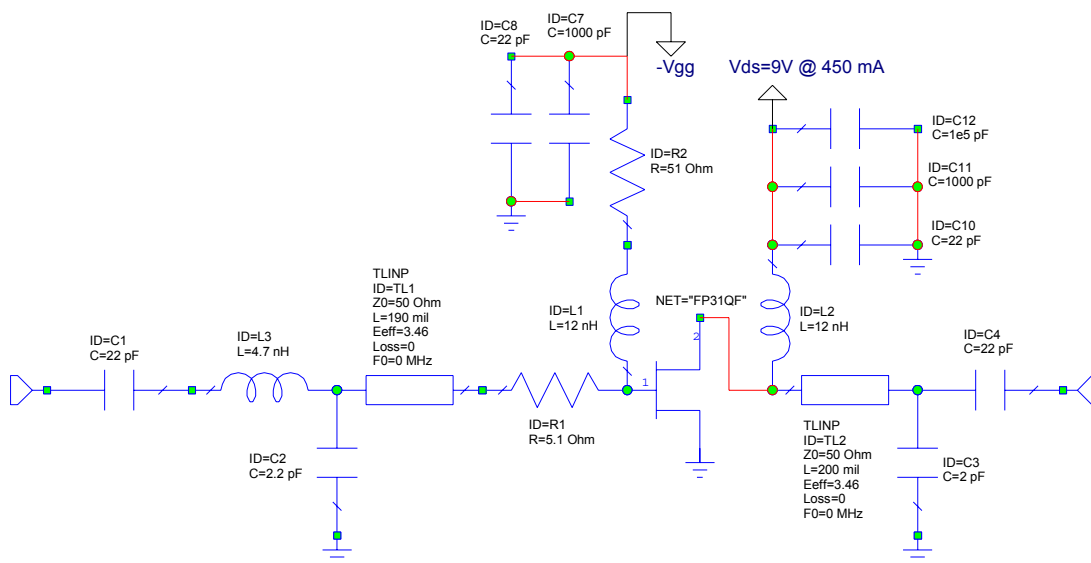 ID=C8
C=22 pF
ID=C7
C=1000 pF
-Vgg
Vds=9V @ 450 mA
ID=C12
C=1e5 pF
ID=R2
R=51 Ohm
ID=C11
C=1000 pF
ID=C10
C=22 pF
TLINP
ID=TL1
Z0=50 Ohm
L=190 mil
Eeff=3.46
Loss=0
F0=0 MHz
ID=L1
L=12 nH
NET="FP31QF"
ID=L2
L=12 nH
ID=C1
C=22 pF
ID=L3
L=4.7 nH
2
ID=C4
C=22 pF
1
ID=R1
R=5.1 Ohm
TLINP
ID=TL2
Z0=50 Ohm
L=200 mil
Eeff=3.46
Loss=0
F0=0 MHz
ID=C2
C=2.2 pF
ID=C3
C=2 pF